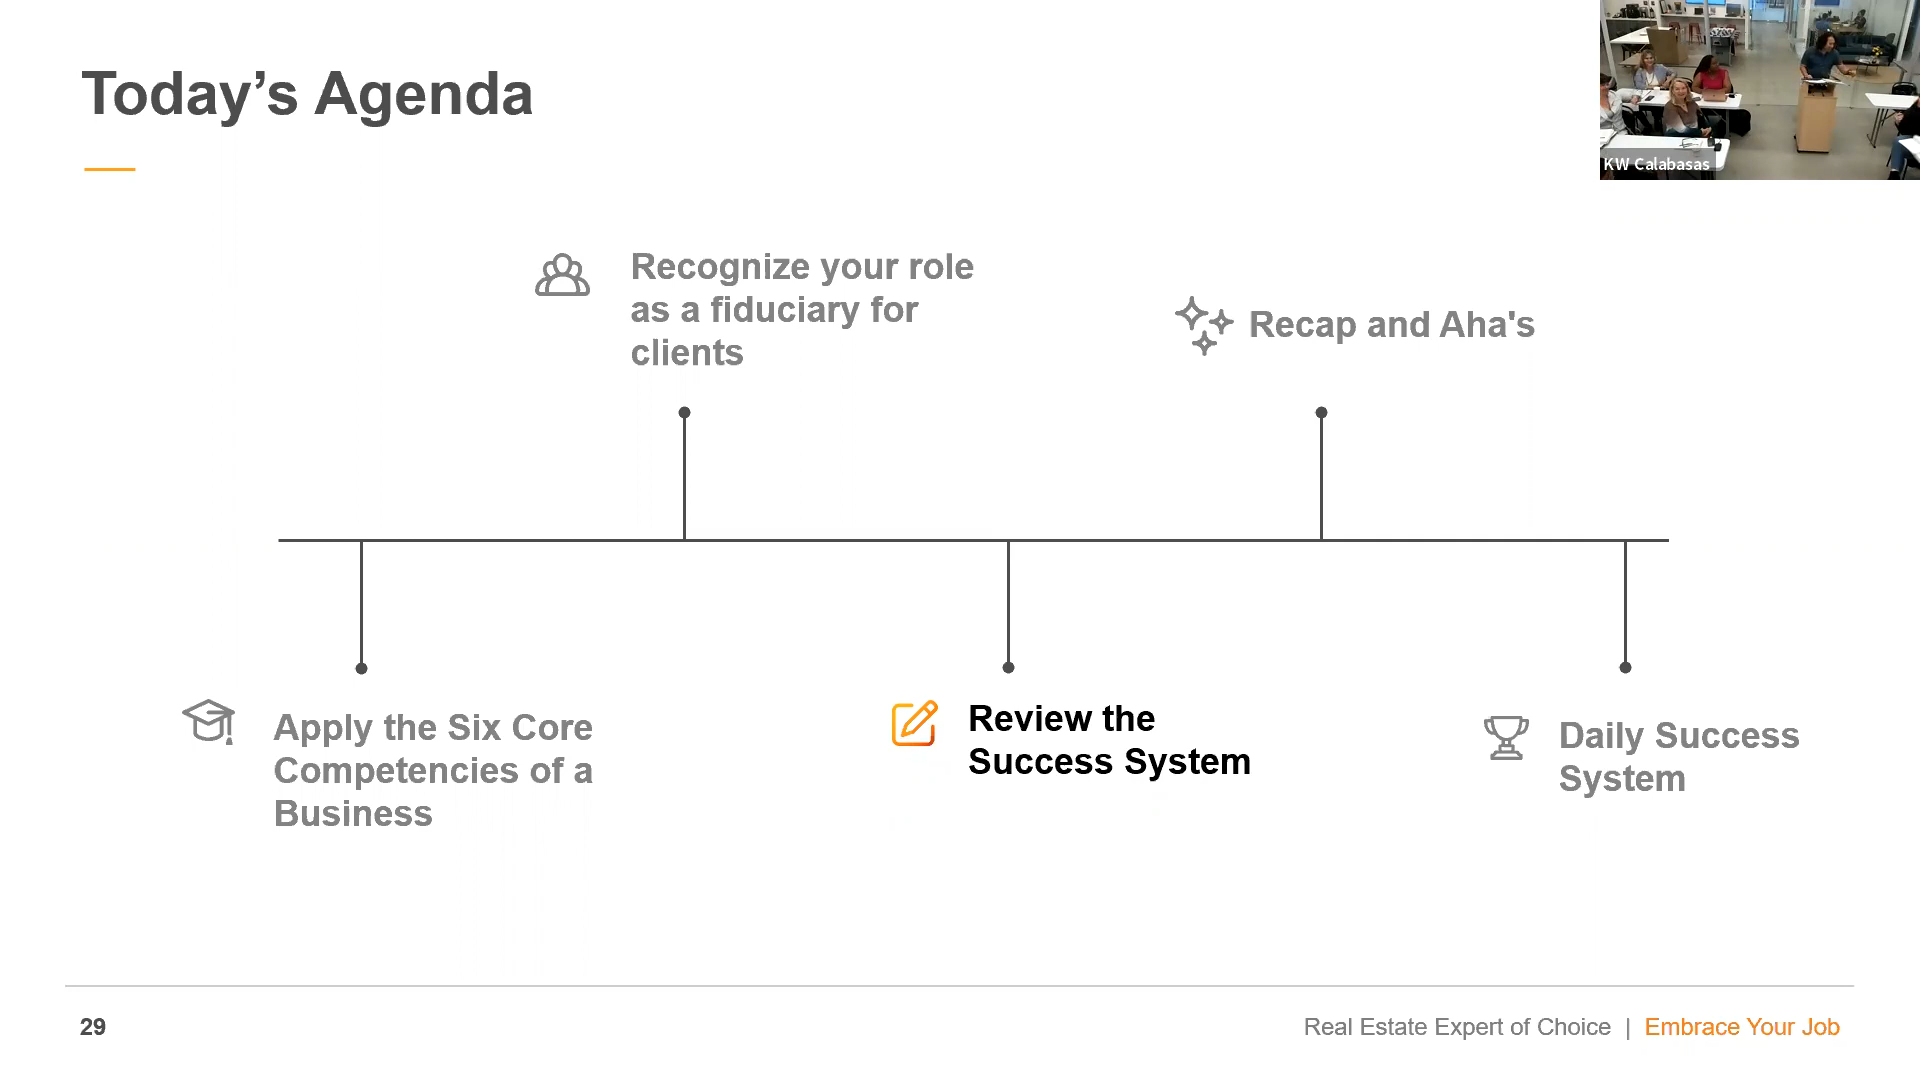 Today’s Agenda
KW Calabasas
Recognize your role
as a fiduciary for
clients
Recap and Aha's
Apply the Six Core
Competencies of a
Business
Review the
Success System
Daily Success
System
29
Real Estate Expert of Choice | Embrace Your Job